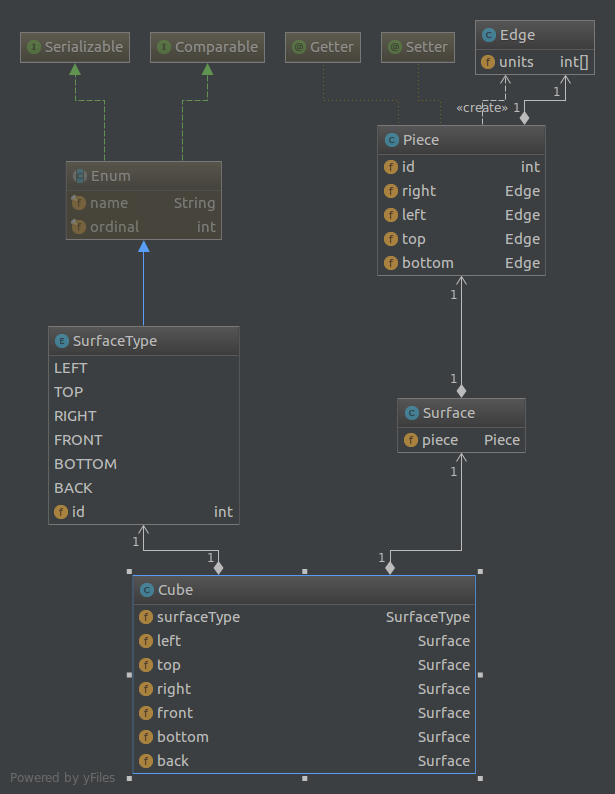 Edge
Serializable Comparable Getter Setter
units int[]
1
«create» 1
Piece
id int
right Edge
left Edge
top Edge
bottom Edge
Enum
name String
ordinal int
1
SurfaceType
LEFT
TOP
RIGHT
FRONT
BOTTOM
BACK
id int
1
Surface
piece Piece
1
1
1
1
Cube
surfaceType SurfaceType
left Surface
top Surface
right Surface
front Surface
bottom Surface
back Surface
Powered by yFiles